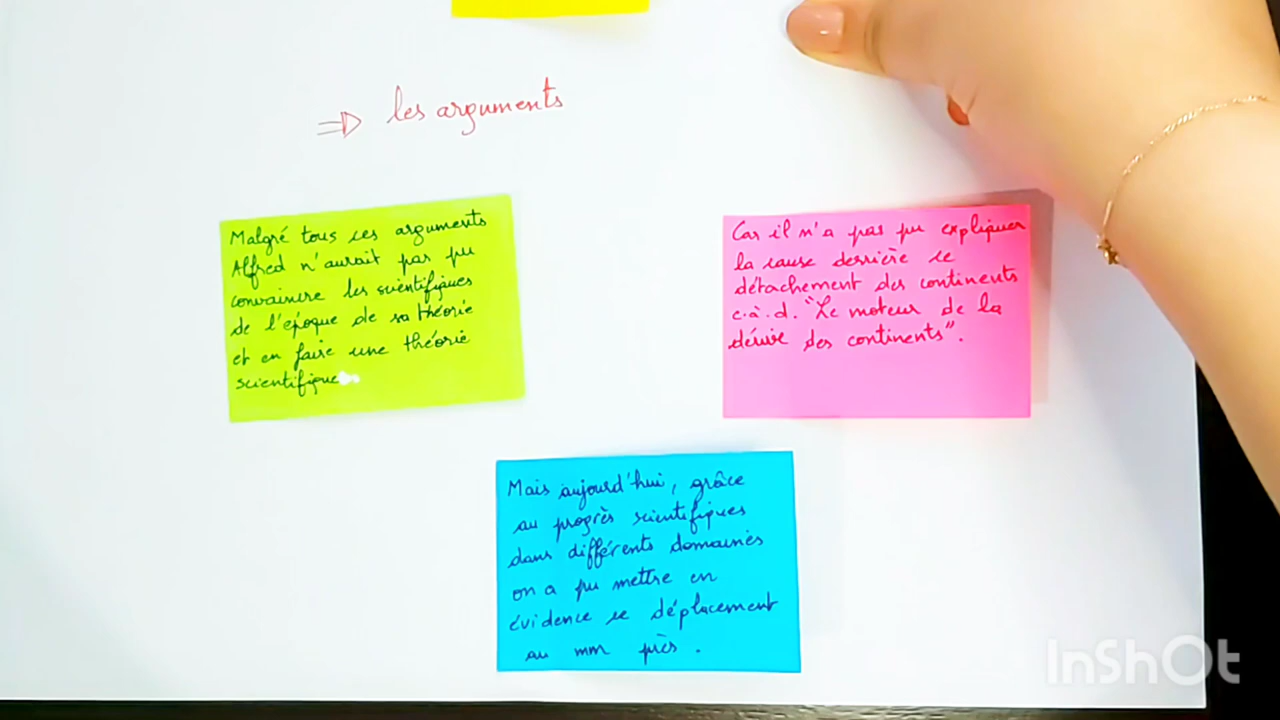 ⇒ les arguments
Malgré tous ces arguments
Alfred n'aurait pas pu
convaincre les scientifiques
de l'époque de sa théorie
et en faire une théorie
scientifique
Car il n'a pas pu expliquer
la cause derrière ce
détachement des continents
c.à.d. "Le moteur de la
dérive des continents".
Mais aujourd'hui, grâce
au progrès scientifiques
dans différents domaines
on a pu mettre en
évidence ce déplacement
au mm près.
InShOt